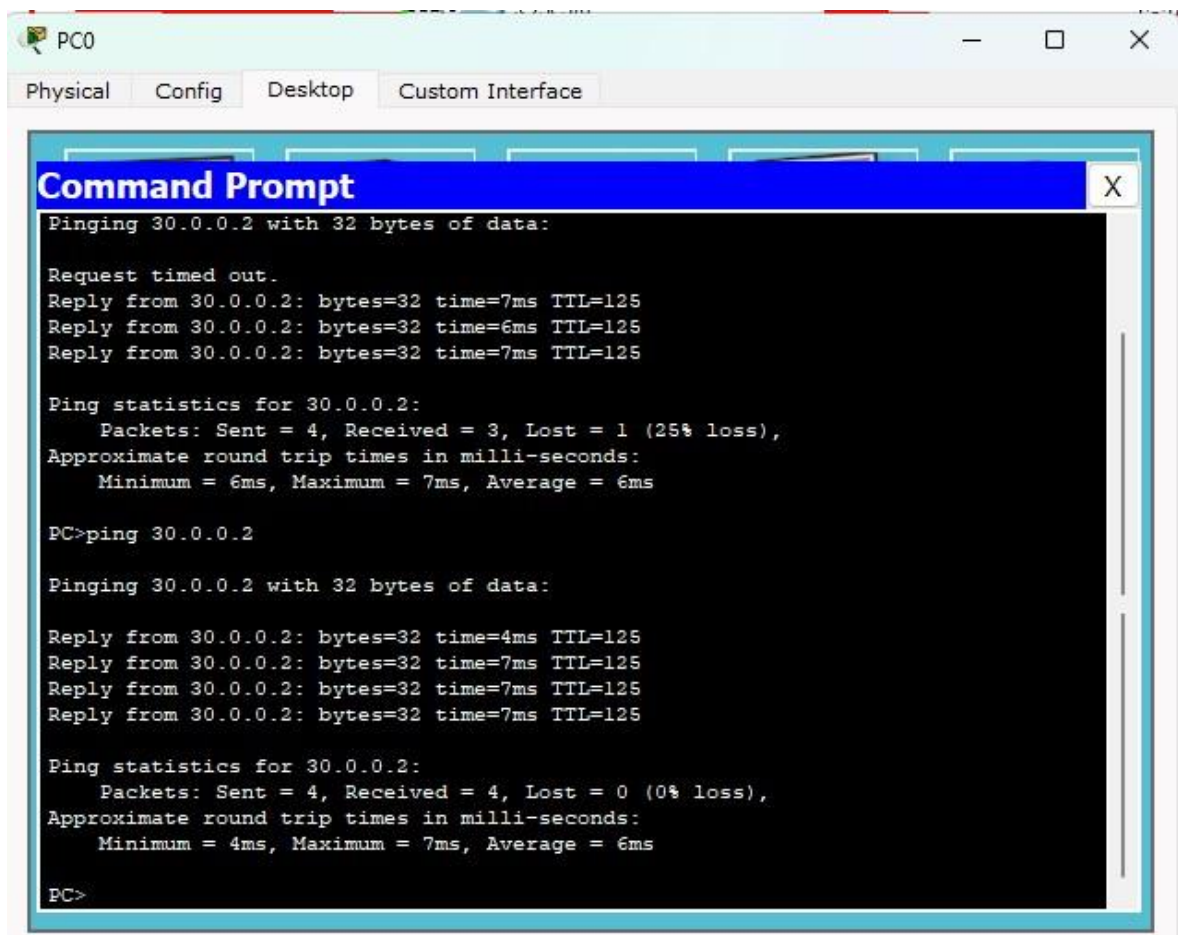 PC0
Physical Config Desktop Custom Interface
Command Prompt X
Pinging 30.0.0.2 with 32 bytes of data:
Request timed out.
Reply from 30.0.0.2: bytes=32 time=7ms TTL=125
Reply from 30.0.0.2: bytes=32 time=6ms TTL=125
Reply from 30.0.0.2: bytes=32 time=7ms TTL=125
Ping statistics for 30.0.0.2:
Packets: Sent = 4, Received = 3, Lost = 1 (25% loss),
Approximate round trip times in milli-seconds:
Minimum = 6ms, Maximum = 7ms, Average = 6ms
PC>ping 30.0.0.2
Pinging 30.0.0.2 with 32 bytes of data:
Reply from 30.0.0.2: bytes=32 time=4ms TTL=125
Reply from 30.0.0.2: bytes=32 time=7ms TTL=125
Reply from 30.0.0.2: bytes=32 time=7ms TTL=125
Reply from 30.0.0.2: bytes=32 time=7ms TTL=125
Ping statistics for 30.0.0.2:
Packets: Sent = 4, Received = 4, Lost = 0 (0% loss),
Approximate round trip times in milli-seconds:
Minimum = 4ms, Maximum = 7ms, Average = 6ms
PC>